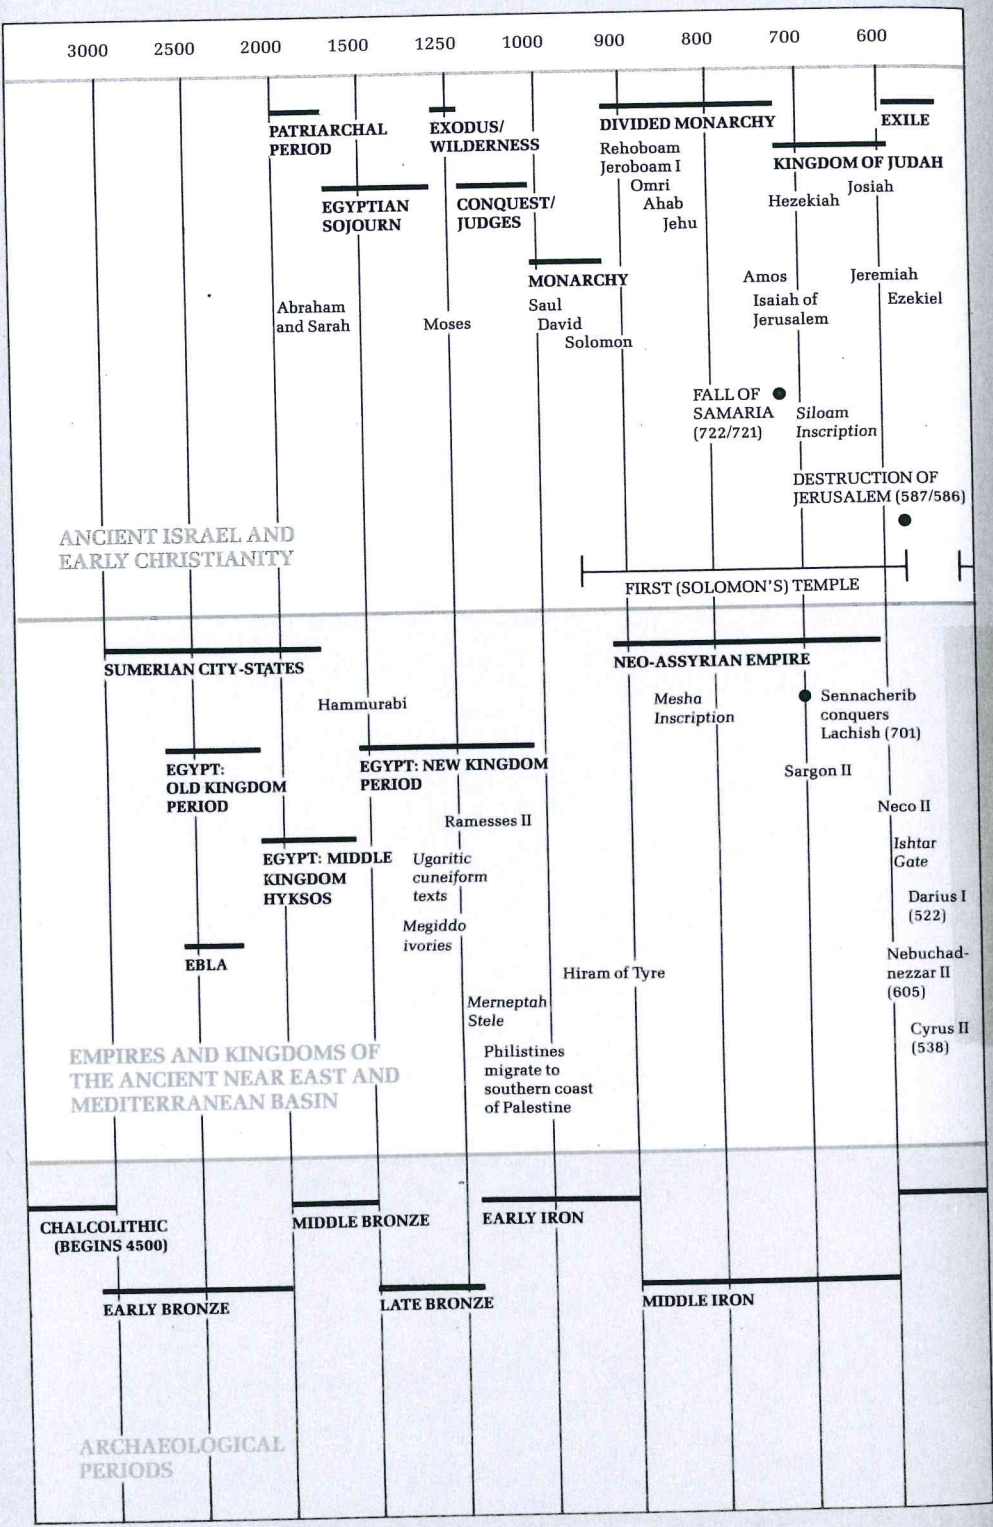 3000 2500 2000 1500 1250 1000 900 800 700 600
PATRIARCHAL
PERIOD
EXODUS/
WILDERNESS
DIVIDED MONARCHY
Rehoboam
Jeroboam I
Omri
Ahab
Jehu
EXILE
KINGDOM OF JUDAH
Josiah
Hezekiah
EGYPTIAN
SOJOURN
CONQUEST/
JUDGES
MONARCHY
Saul
David
Solomon
Abraham
and Sarah
Moses
Amos
Isaiah of
Jerusalem
Jeremiah
Ezekiel
FALL OF
SAMARIA
(722/721)
Siloam
Inscription
DESTRUCTION OF
JERUSALEM (587/586)
ANCIENT ISRAEL AND
EARLY CHRISTIANITY
FIRST (SOLOMON'S) TEMPLE
SUMERIAN CITY-STATES
NEO-ASSYRIAN EMPIRE
Hammurabi
Mesha
Inscription
Sennacherib
conquers
Lachish (701)
EGYPT:
OLD KINGDOM
PERIOD
EGYPT: NEW KINGDOM
PERIOD
Sargon II
Neco II
Ramesses II
EGYPT: MIDDLE
KINGDOM
HYKSOS
Ugaritic
cuneiform
texts
Ishtar
Gate
Darius I
(522)
Megiddo
ivories
EBLA
Nebuchad-
nezzar II
(605)
Hiram of Tyre
Merneptah
Stele
Cyrus II
(538)
Philistines
migrate to
southern coast
of Palestine
EMPIRES AND KINGDOMS OF
THE ANCIENT NEAR EAST AND
MEDITERRANEAN BASIN
CHALCOLITHIC
(BEGINS 4500)
MIDDLE BRONZE
EARLY IRON
EARLY BRONZE
LATE BRONZE
MIDDLE IRON
ARCHAEOLOGICAL
PERIODS